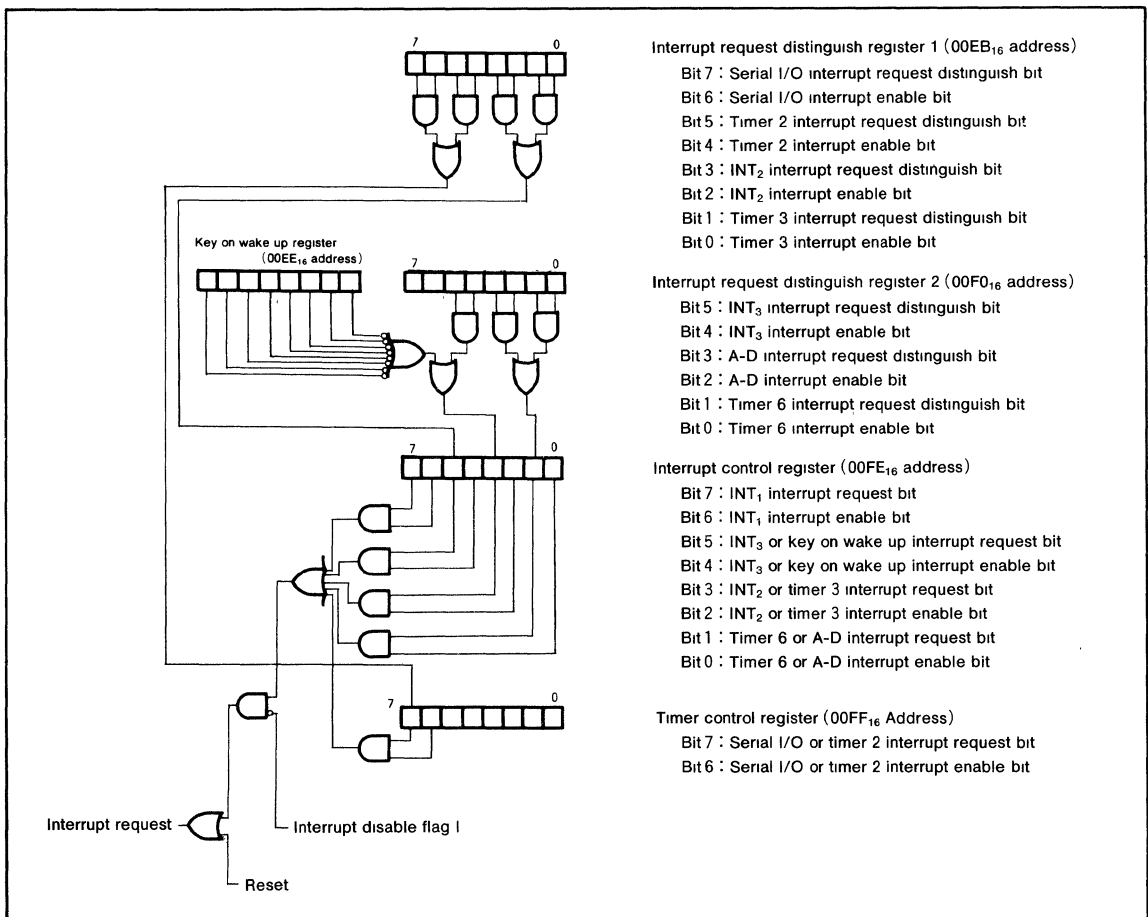 7 0
Interrupt request distinguish register 1 (00EB₁₆ address)
Bit 7 : Serial I/O interrupt request distinguish bit
Bit 6 : Serial I/O interrupt enable bit
Bit 5 : Timer 2 interrupt request distinguish bit
Bit 4 : Timer 2 interrupt enable bit
Bit 3 : INT₂ interrupt request distinguish bit
Bit 2 : INT₂ interrupt enable bit
Bit 1 : Timer 3 interrupt request distinguish bit
Bit 0 : Timer 3 interrupt enable bit
Key on wake up register
(00EE₁₆ address)
7 0
Interrupt request distinguish register 2 (00F0₁₆ address)
Bit 5 : INT₃ interrupt request distinguish bit
Bit 4 : INT₃ interrupt enable bit
Bit 3 : A-D interrupt request distinguish bit
Bit 2 : A-D interrupt enable bit
Bit 1 : Timer 6 interrupt request distinguish bit
Bit 0 : Timer 6 interrupt enable bit
7 0
Interrupt control register (00FE₁₆ address)
Bit 7 : INT₁ interrupt request bit
Bit 6 : INT₁ interrupt enable bit
Bit 5 : INT₃ or key on wake up interrupt request bit
Bit 4 : INT₃ or key on wake up interrupt enable bit
Bit 3 : INT₂ or timer 3 interrupt request bit
Bit 2 : INT₂ or timer 3 interrupt enable bit
Bit 1 : Timer 6 or A-D interrupt request bit
Bit 0 : Timer 6 or A-D interrupt enable bit
7 0
Timer control register (00FF₁₆ Address)
Bit 7 : Serial I/O or timer 2 interrupt request bit
Bit 6 : Serial I/O or timer 2 interrupt enable bit
Interrupt request
Interrupt disable flag I
Reset